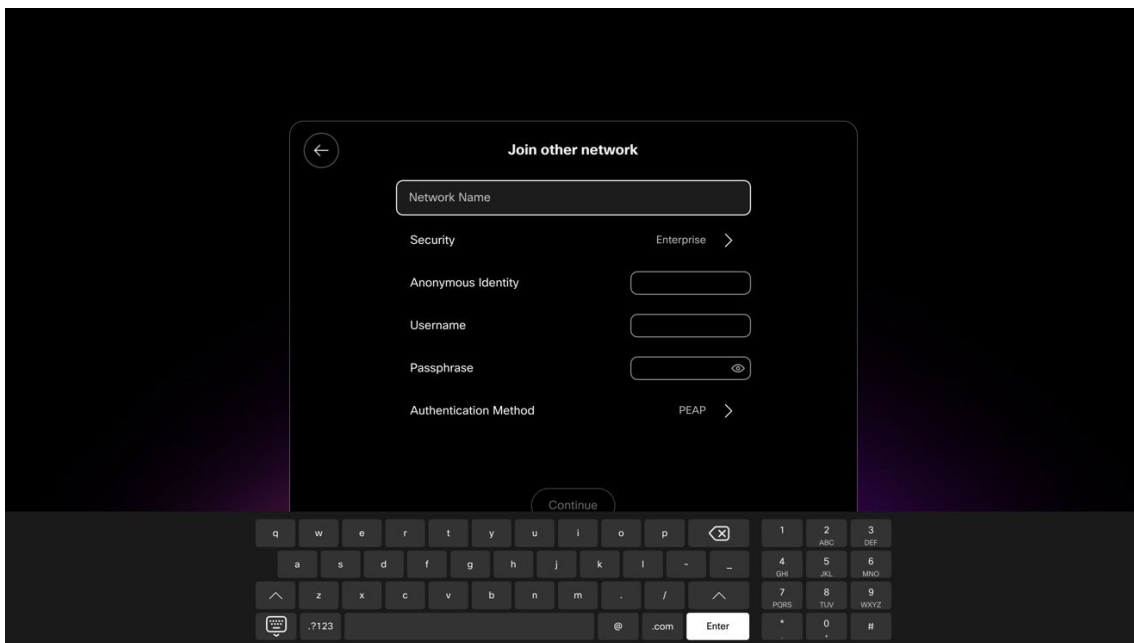 Join other network
Network Name
Security Enterprise
Anonymous Identity
Username
Passphrase
Authentication Method PEAP
Continue
q w e r t y u i o p 1 2 3
ABC DEF
a s d f g h j k l - _ 4 5 6
GHI JKL MNO
z x c v b n m . / 7 8 9
PQRS TUV WXYZ
.?123 @ .com Enter * 0 #
. +